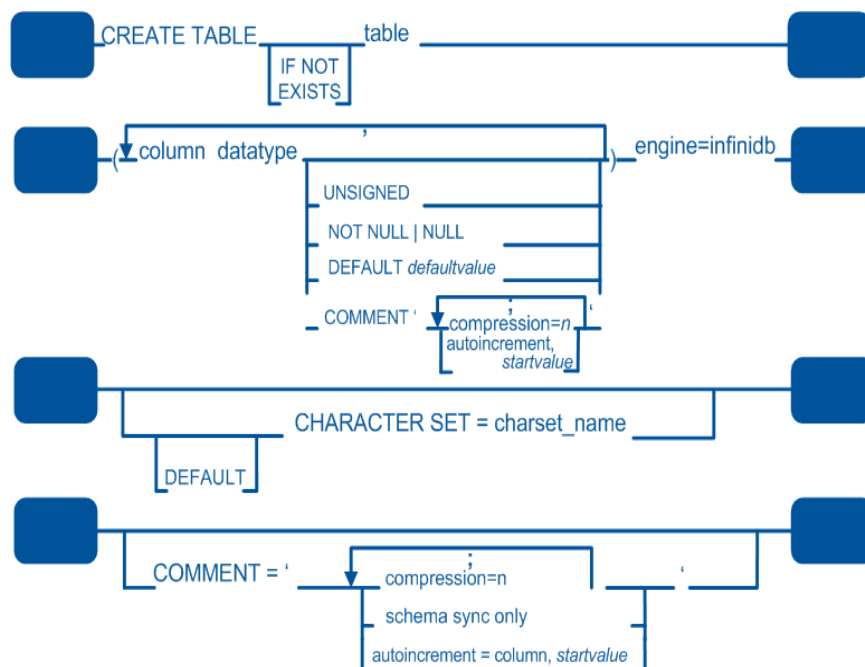 CREATE TABLE table
IF NOT
EXISTS
,
( column datatype ) engine=infinidb
UNSIGNED
NOT NULL | NULL
DEFAULT defaultvalue
;
COMMENT ‘ compression=n ‘
autoincrement,
startvalue
CHARACTER SET = charset_name
DEFAULT
;
COMMENT = ‘ compression=n ‘
schema sync only
autoincrement = column, startvalue